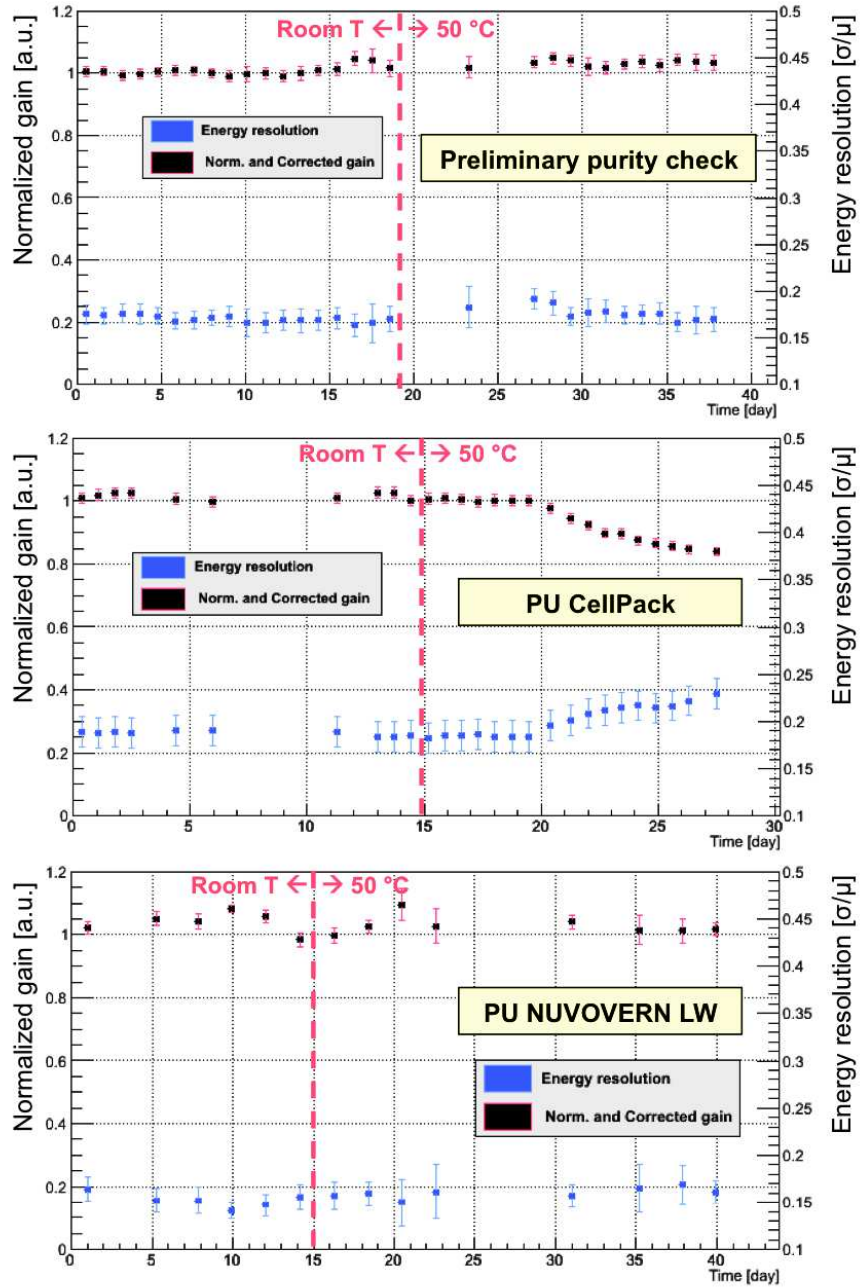 1.2
1
0.8
0.6
0.4
0.2
0
Normalized gain [a.u.]
Room T ← → 50 °C
Energy resolution
Norm. and Corrected gain
Preliminary purity check
0.5
0.45
0.4
0.35
0.3
0.25
0.2
0.15
0.1
Energy resolution [σ/μ]
0 5 10 15 20 25 30 35 40
Time [day]
1.2
1
0.8
0.6
0.4
0.2
0
Normalized gain [a.u.]
Room T ← → 50 °C
Energy resolution
Norm. and Corrected gain
PU CellPack
0.5
0.45
0.4
0.35
0.3
0.25
0.2
0.15
0.1
Energy resolution [σ/μ]
0 5 10 15 20 25 30
Time [day]
1.2
1
0.8
0.6
0.4
0.2
0
Normalized gain [a.u.]
Room T ← → 50 °C
PU NUVOVERN LW
Energy resolution
Norm. and Corrected gain
0.5
0.45
0.4
0.35
0.3
0.25
0.2
0.15
0.1
Energy resolution [σ/μ]
0 5 10 15 20 25 30 35 40
Time [day]